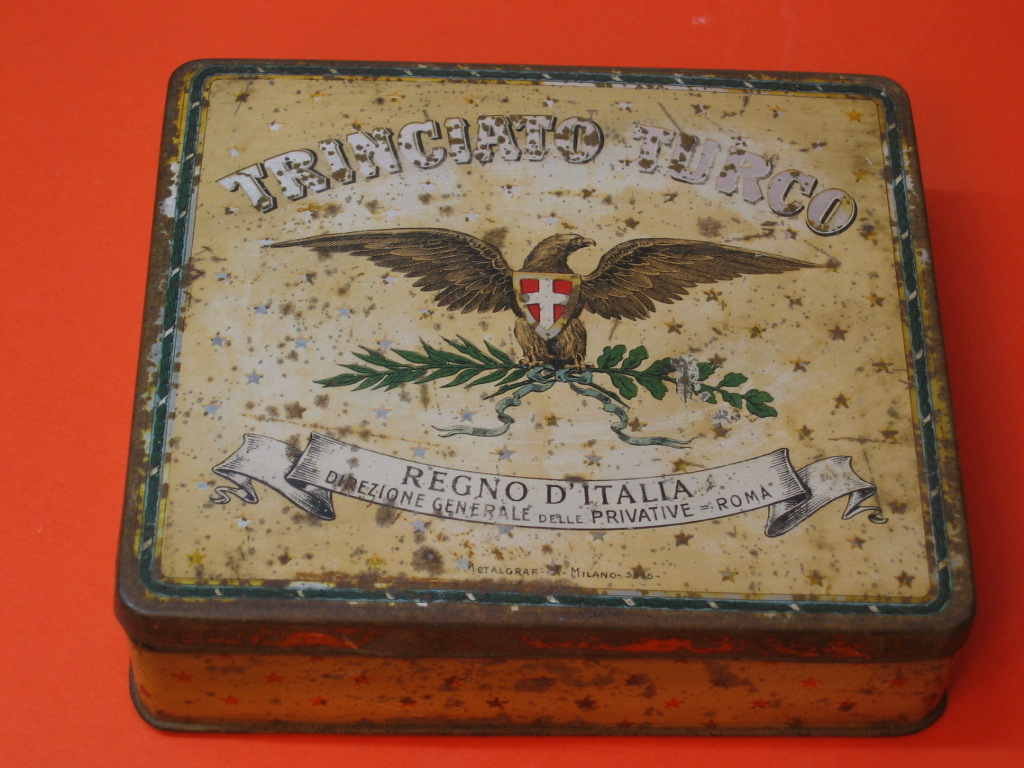 TRINCIATO TURCO
REGNO D'ITALIA
DIREZIONE GENERALE DELLE PRIVATIVE = ROMA
METALGRAF - MILANO -